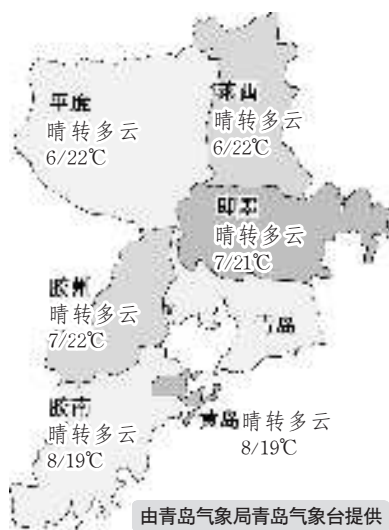 平度
晴转多云
6/22℃
莱西
晴转多云
6/22℃
即墨
晴转多云
7/21℃
胶州
晴转多云
7/22℃
青岛
胶南
晴转多云
8/19℃
黄岛 晴转多云
8/19℃
由青岛气象局青岛气象台提供